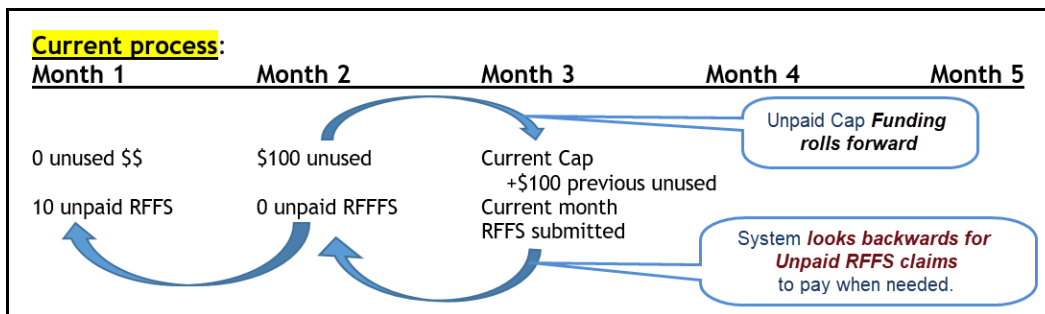 Current process:
Month 1 Month 2 Month 3 Month 4 Month 5
Unpaid Cap Funding
rolls forward
0 unused $$ $100 unused Current Cap
+$100 previous unused
10 unpaid RFFS 0 unpaid RFFFS Current month
RFFS submitted
System looks backwards for
Unpaid RFFS claims
to pay when needed.